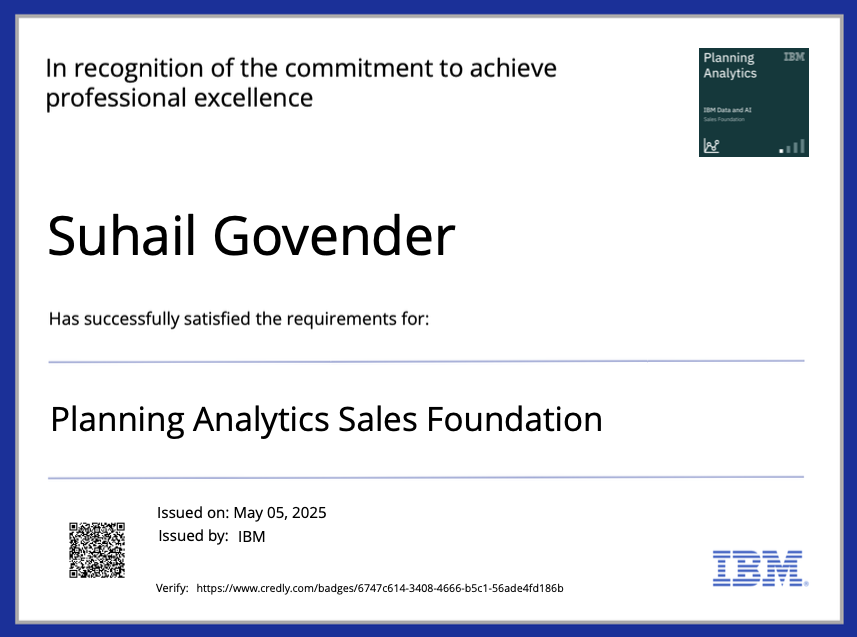 In recognition of the commitment to achieve
professional excellence
Planning
Analytics
IBM
IBM Data and AI
Sales Foundation
Suhail Govender
Has successfully satisfied the requirements for:
Planning Analytics Sales Foundation
Issued on: May 05, 2025
Issued by: IBM
Verify: https://www.credly.com/badges/6747c614-3408-4666-b5c1-56ade4fd186b
IBM®